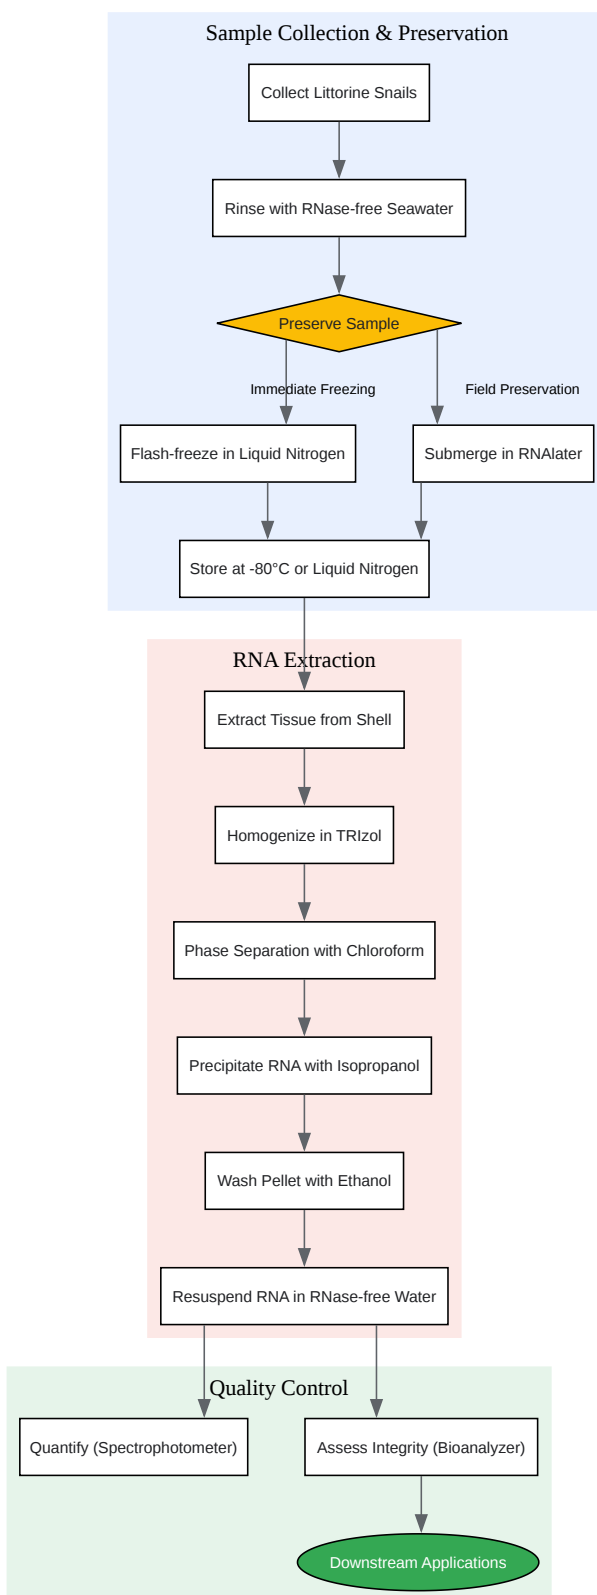 Sample Collection & Preservation
Collect Littorine Snails
Rinse with RNase-free Seawater
Preserve Sample
Immediate Freezing
Field Preservation
Flash-freeze in Liquid Nitrogen
Submerge in RNAlater
Store at -80°C or Liquid Nitrogen
RNA Extraction
Extract Tissue from Shell
Homogenize in TRIzol
Phase Separation with Chloroform
Precipitate RNA with Isopropanol
Wash Pellet with Ethanol
Resuspend RNA in RNase-free Water
Quality Control
Quantify (Spectrophotometer)
Assess Integrity (Bioanalyzer)
Downstream Applications